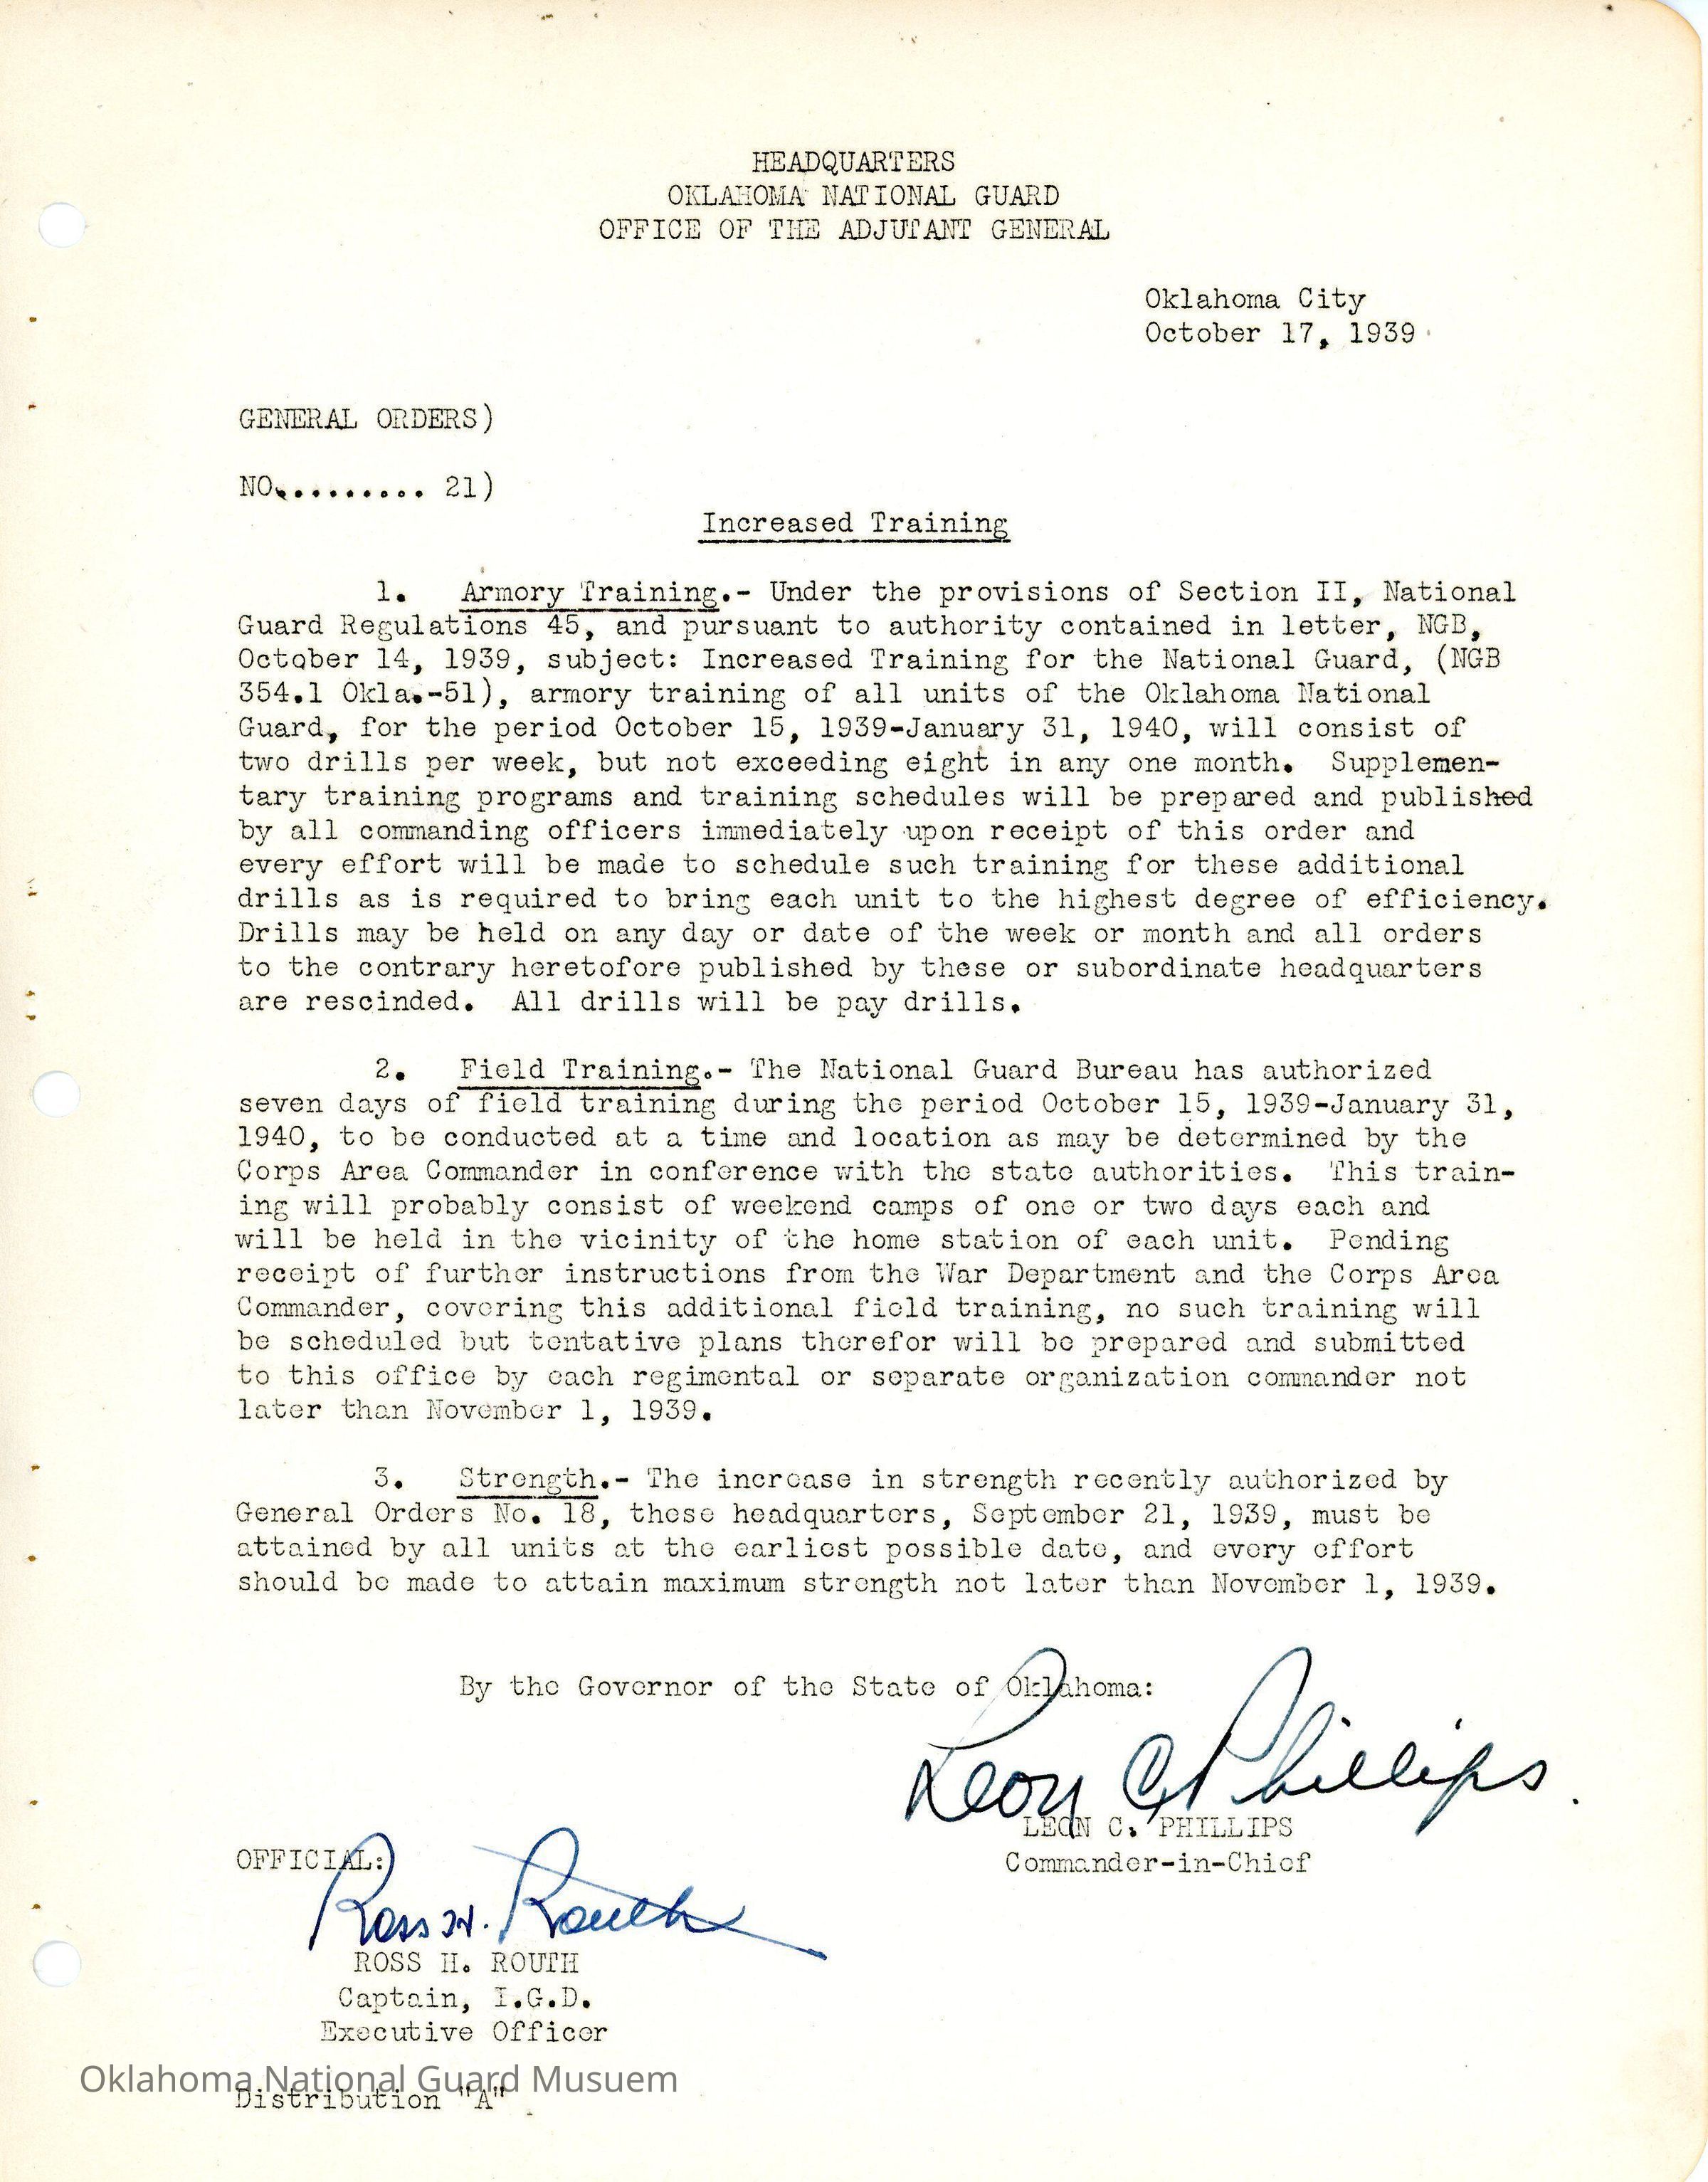 HEADQUARTERS
OKLAHOMA NATIONAL GUARD
OFFICE OF THE ADJUTANT GENERAL
Oklahoma City
October 17, 1939
GENERAL ORDERS)
NO.......... 21)
Increased Training
1. Armory Training.- Under the provisions of Section II, National
Guard Regulations 45, and pursuant to authority contained in letter, NGB,
October 14, 1939, subject: Increased Training for the National Guard, (NGB
354.1 Okla.-51), armory training of all units of the Oklahoma National
Guard, for the period October 15, 1939-January 31, 1940, will consist of
two drills per week, but not exceeding eight in any one month. Supplemen-
tary training programs and training schedules will be prepared and published
by all commanding officers immediately upon receipt of this order and
every effort will be made to schedule such training for these additional
drills as is required to bring each unit to the highest degree of efficiency.
Drills may be held on any day or date of the week or month and all orders
to the contrary heretofore published by these or subordinate headquarters
are rescinded. All drills will be pay drills.
2. Field Training.- The National Guard Bureau has authorized
seven days of field training during the period October 15, 1939-January 31,
1940, to be conducted at a time and location as may be determined by the
Corps Area Commander in conference with the state authorities. This train-
ing will probably consist of weekend camps of one or two days each and
will be held in the vicinity of the home station of each unit. Pending
receipt of further instructions from the War Department and the Corps Area
Commander, covering this additional field training, no such training will
be scheduled but tentative plans therefor will be prepared and submitted
to this office by each regimental or separate organization commander not
later than November 1, 1939.
3. Strength.- The increase in strength recently authorized by
General Orders No. 18, these headquarters, September 21, 1939, must be
attained by all units at the earliest possible date, and every effort
should be made to attain maximum strength not later than November 1, 1939.
By the Governor of the State of Oklahoma:
Leon C Phillips.
LEON C. PHILLIPS
Commander-in-Chief
OFFICIAL:
Ross H. Routh
ROSS H. ROUTH
Captain, I.G.D.
Executive Officer
Oklahoma National Guard Musuem
Distribution "A"